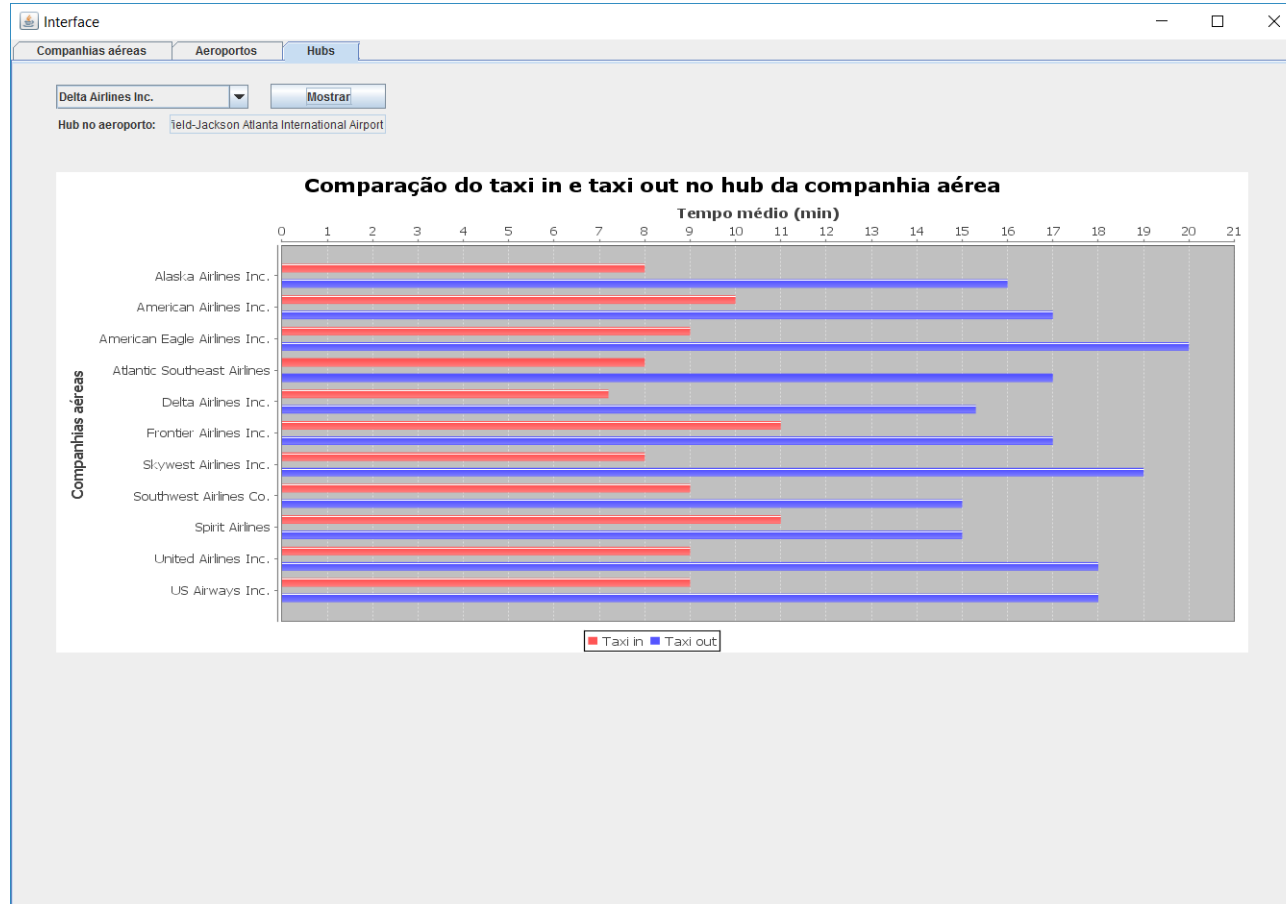 Interface
Companhias aéreas Aeroportos Hubs
Delta Airlines Inc. Mostrar
Hub no aeroporto: field-Jackson Atlanta International Airport
Comparação do taxi in e taxi out no hub da companhia aérea
Tempo médio (min)
0 1 2 3 4 5 6 7 8 9 10 11 12 13 14 15 16 17 18 19 20 21
Companhias aéreas
Alaska Airlines Inc.
American Airlines Inc.
American Eagle Airlines Inc.
Atlantic Southeast Airlines
Delta Airlines Inc.
Frontier Airlines Inc.
Skywest Airlines Inc.
Southwest Airlines Co.
Spirit Airlines
United Airlines Inc.
US Airways Inc.
Taxi in Taxi out